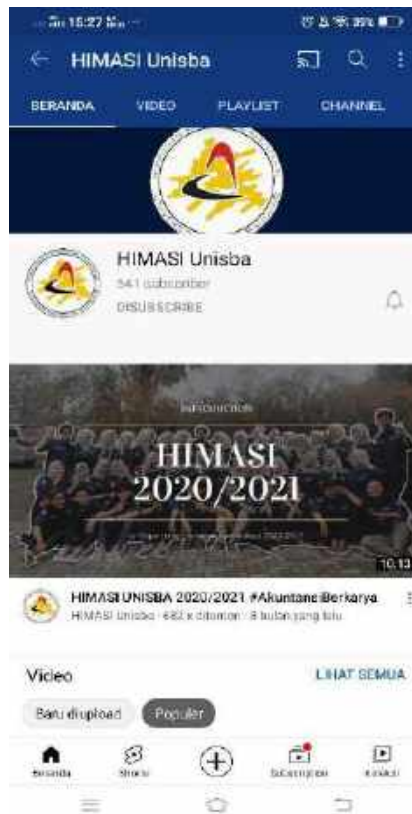 15:27
HIMASI Unisba
BERANDA VIDEO PLAYLIST CHANNEL
HIMASI Unisba
541 subscriber
DISUBSCRIBE
INTRODUCTION
HIMASI
2020/2021
10.13
HIMASI UNISBA 2020/2021 #AkuntansiBerkarya
HIMASI Unisba · 682 x ditonton · 8 bulan yang lalu
Video LIHAT SEMUA
Baru diupload Populer
Beranda Shorts Subscription Koleksi